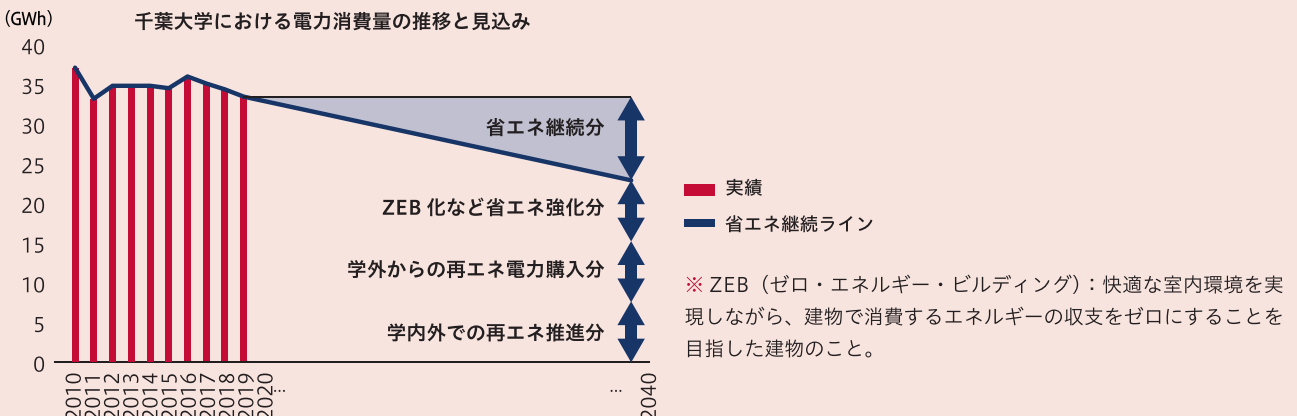 (GWh)
千葉大学における電力消費量の推移と見込み
40
35
30
25
20
15
10
5
0
省エネ継続分
ZEB 化など省エネ強化分
学外からの再エネ電力購入分
学内外での再エネ推進分
2010
2011
2012
2013
2014
2015
2016
2017
2018
2019
2020
…
…
2040
実績
省エネ継続ライン
※ ZEB（ゼロ・エネルギー・ビルディング）：快適な室内環境を実
現しながら、建物で消費するエネルギーの収支をゼロにすることを
目指した建物のこと。